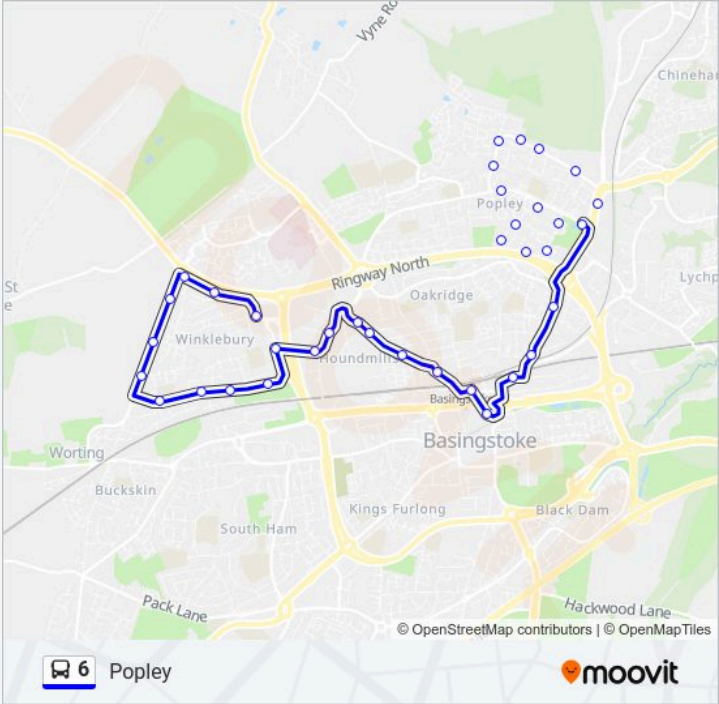 Vyne Ro
Chineha
Popley
Ringway North
St
e
Oakridge
Lychp
Winklebury
Houndmills
Basings
Basingstoke
Worting
Buckskin
Kings Furlong
Black Dam
South Ham
Pack Lane
Hackwood Lane
© OpenStreetMap contributors | © OpenMapTiles
6 Popley
moovit